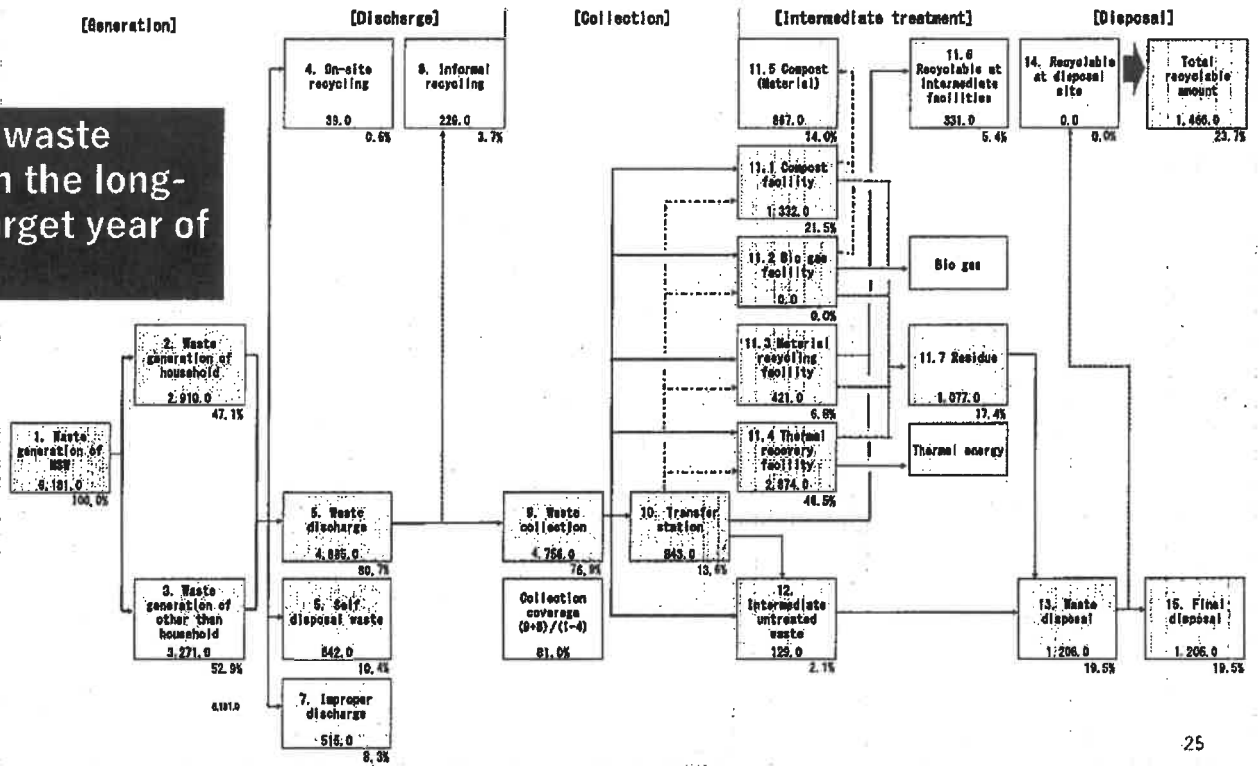 [Generation]
[Discharge]
[Collection]
[Intermediate treatment]
[Disposal]
waste
n the long-
rget year of
4. On-site
recycling
39.0
0.6%
8. Informal
recycling
229.0
3.7%
11.5 Compost
(Material)
867.0
14.0%
11.6
Recyclable at
intermediate
facilities
331.0
5.4%
14. Recyclable
at disposal
site
0.0
0.0%
Total
recyclable
amount
1,466.0
23.7%
11.1 Compost
facility
1,332.0
21.5%
11.2 Bio gas
facility
0.0
0.0%
Bio gas
2. Waste
generation of
household
2,910.0
47.1%
11.3 Material
recycling
facility
421.0
6.8%
11.7 Residue
1,077.0
17.4%
1. Waste
generation of
MSW
6,181.0
100.0%
11.4 Thermal
recovery
facility
2,874.0
46.5%
Thermal energy
5. Waste
discharge
4,985.0
80.7%
9. Waste
collection
4,756.0
76.9%
10. Transfer
station
843.0
13.6%
3. Waste
generation of
other than
household
3,271.0
52.9%
6. Self
disposal waste
642.0
10.4%
Collection
coverage
(9+8)/(1-4)
81.0%
12.
Intermediate
untreated
waste
129.0
2.1%
13. Waste
disposal
1,206.0
19.5%
15. Final
disposal
1,206.0
19.5%
6,181.0
7. Improper
discharge
515.0
8.3%
25